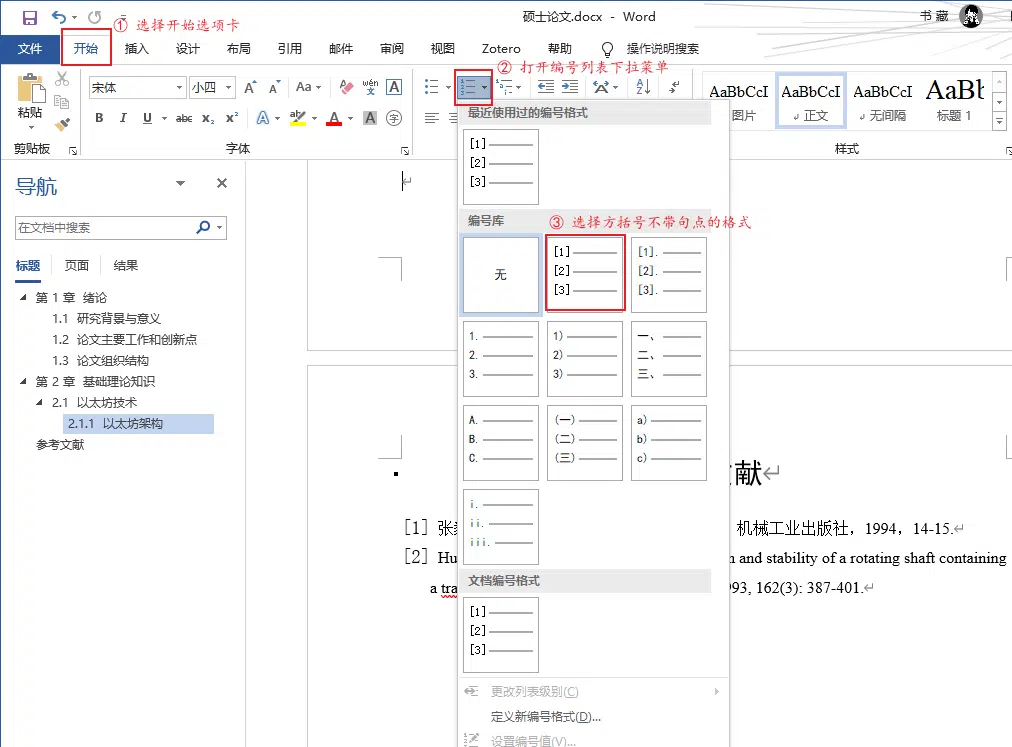 硕士论文.docx - Word
书 藏
① 选择开始选项卡
文件 开始 插入 设计 布局 引用 邮件 审阅 视图 Zotero 帮助 操作说明搜索
② 打开编号列表下拉菜单
粘贴
宋体 小四 A A Aa wén 文 A
B I U abc x₂ x² A aby A A 字
剪贴板 字体 样式
AaBbCcI AaBbCcI AaBbCcI AaBb
图片 正文 无间隔 标题 1
导航
在文档中搜索
标题 页面 结果
第 1 章 绪论
1.1 研究背景与意义
1.2 论文主要工作和创新点
1.3 论文组织结构
第 2 章 基础理论知识
2.1 以太坊技术
2.1.1 以太坊架构
参考文献
最近使用过的编号格式
[1]
[2]
[3]
编号库
③ 选择方括号不带句点的格式
无
[1]
[2]
[3]
[1].
[2].
[3].
1.
2.
3.
1)
2)
3)
一、
二、
三、
A.
B.
C.
(一)
(二)
(三)
a)
b)
c)
i.
ii.
iii.
文档编号格式
[1]
[2]
[3]
更改列表级别(C)
定义新编号格式(D)...
设置编号值(V)...
献↵
[1] 张 机械工业出版社，1994，14-15.↵
[2] Hu n and stability of a rotating shaft containing
a tra 93, 162(3): 387-401.↵